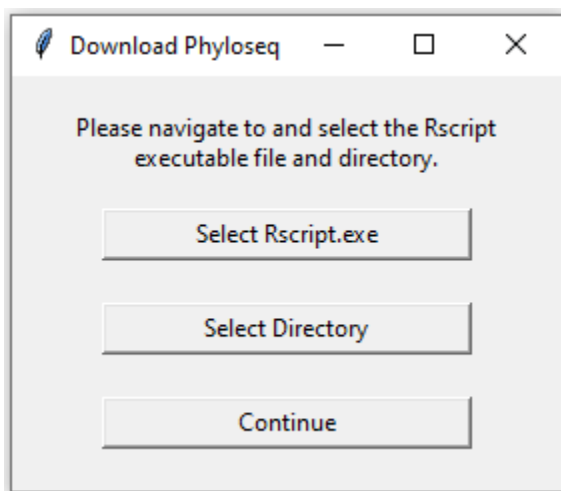 Download Phyloseq
Please navigate to and select the Rscript
executable file and directory.
Select Rscript.exe
Select Directory
Continue